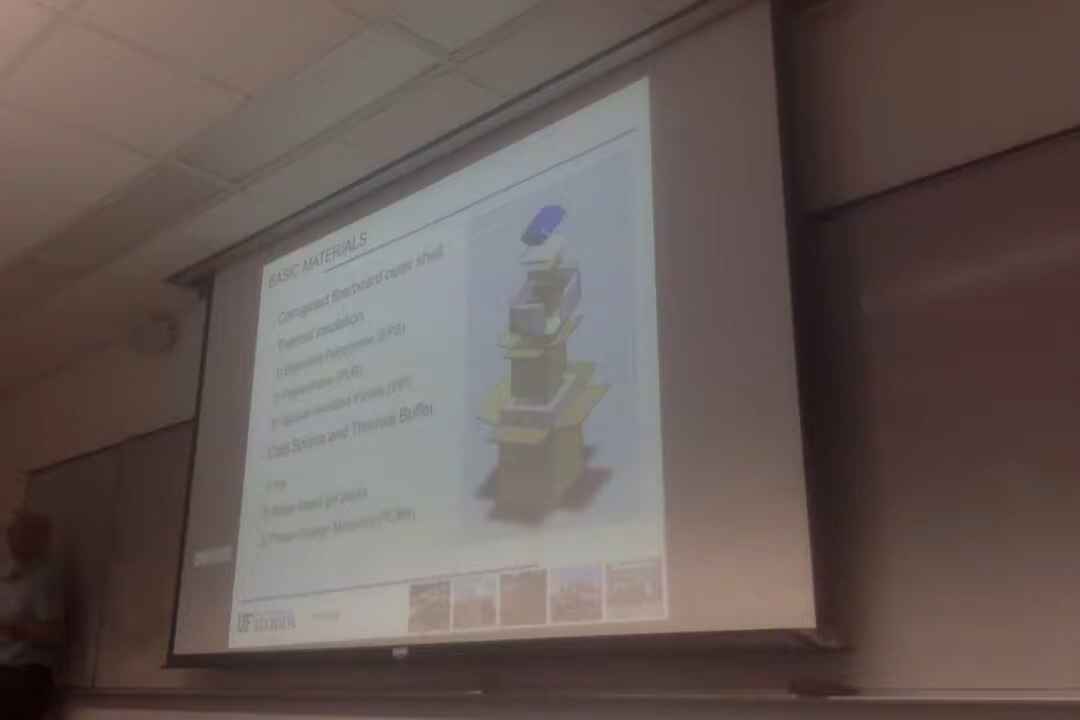 BASIC MATERIALS
Corrugated fiberboard outer shell
Thermal insulation
1) Expanded Polystyrene (EPS)
2) Polyurethane (PUR)
3) Vacuum Insulated Panels (VIP)
Cold Source and Thermal Buffer
1) Ice
2) Water based gel packs
3) Phase Change Materials (PCMs)
UF